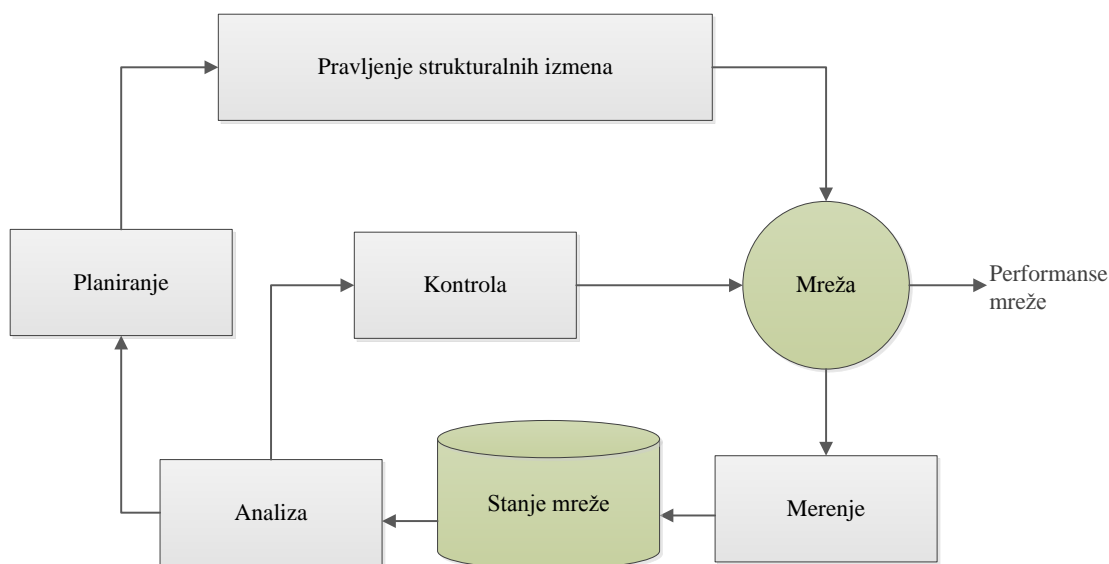 Pravljenje strukturalnih izmena
Planiranje
Kontrola
Mreža
Performanse
mreže
Analiza
Stanje mreže
Merenje